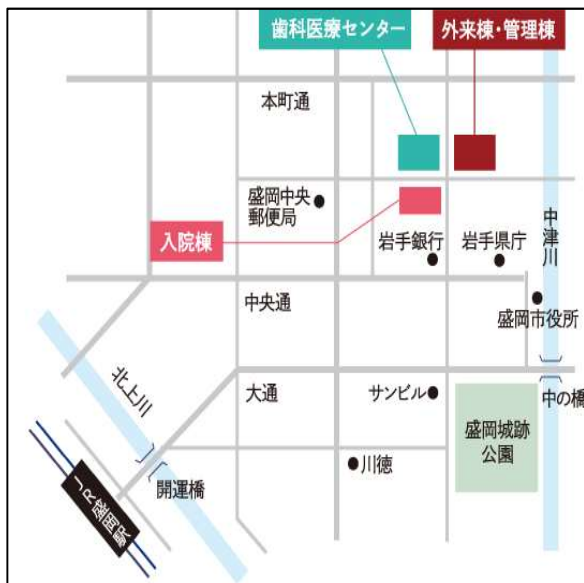 歯科医療センター
外来棟・管理棟
本町通
盛岡中央
郵便局
入院棟
岩手銀行
岩手県庁
中津川
中央通
盛岡市役所
北上川
大通
サンビル
中の橋
盛岡城跡
公園
川徳
開運橋
JR盛岡駅